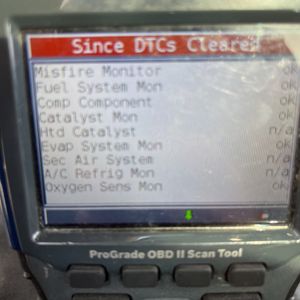 Since DTCs Cleared
Misfire Monitor ok
Fuel System Mon ok
Comp Component ok
Catalyst Mon ok
Htd Catalyst n/a
Evap System Mon ok
Sec Air System n/a
A/C Refrig Mon n/a
Oxygen Sens Mon ok
ProGrade OBD II Scan Tool